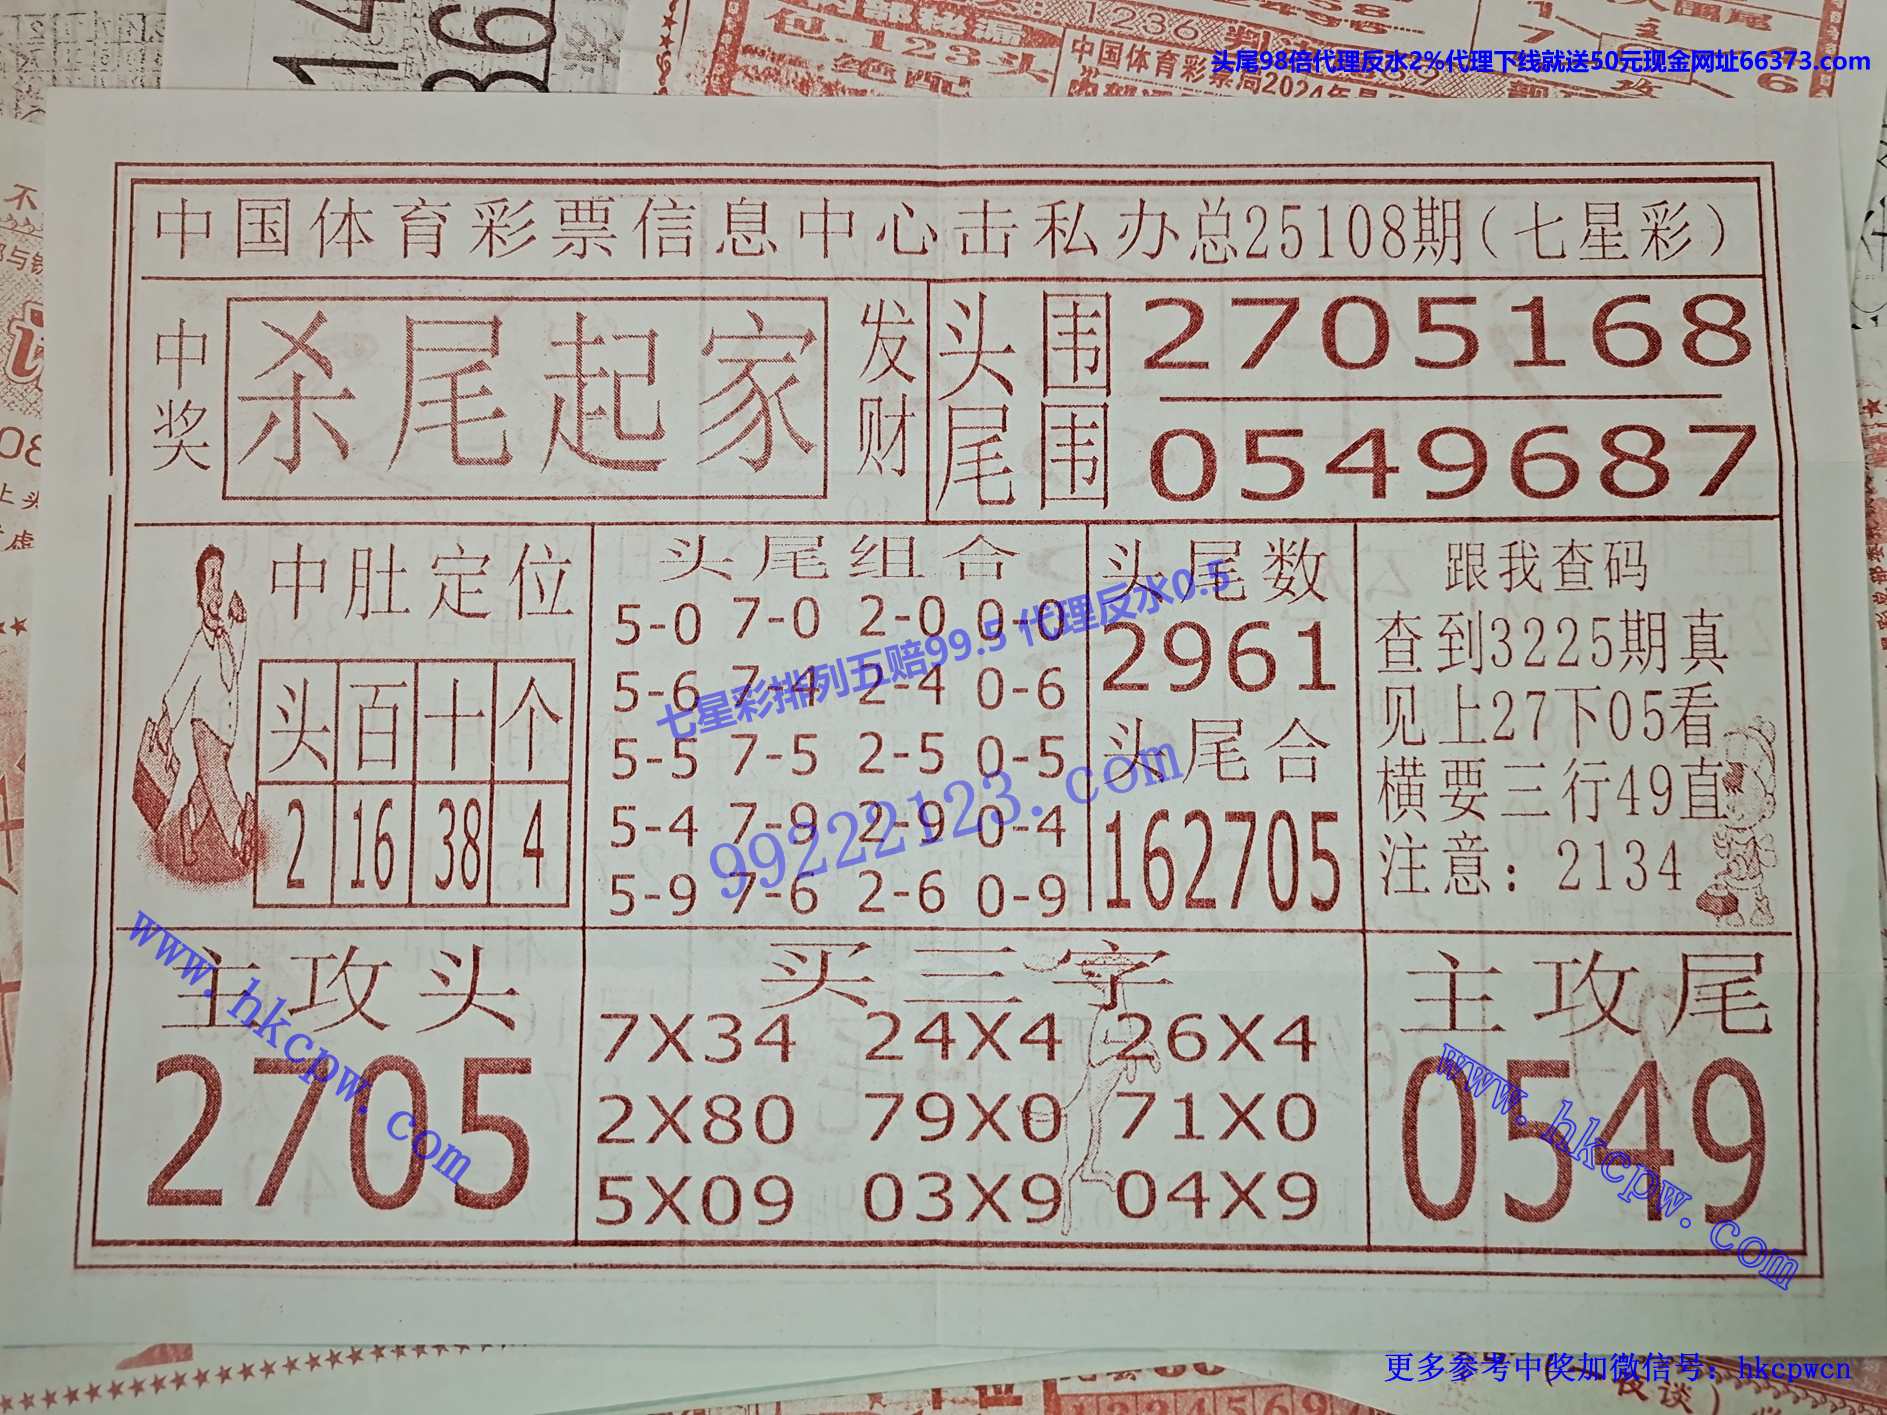 头尾98倍代理反水2%代理下线就送50元现金网址66373.com
中国体育彩票信息中心击私办总25108期(七星彩)
中奖
杀尾起家
发财
头围 2705168
尾围 0549687
中肚定位
头 百 十 个
2 16 38 4
头尾组合
5-0 7-0 2-0 0-0
5-6 7-4 2-4 0-6
5-5 7-5 2-5 0-5
5-4 7-9 2-9 0-4
5-9 7-6 2-6 0-9
七星彩排列五赔99.5 代理反水0.5
99222123.com
头尾数
2961
头尾合
162705
跟我查码
查到3225期真
见上27下05看
横要三行49直
注意：2134
主攻头
2705
www.hkcpw.com
买三字
7X34 24X4 26X4
2X80 79X0 71X0
5X09 03X9 04X9
主攻尾
0549
www.hkcpw.com
更多参考中奖加微信号：hkcpwcn